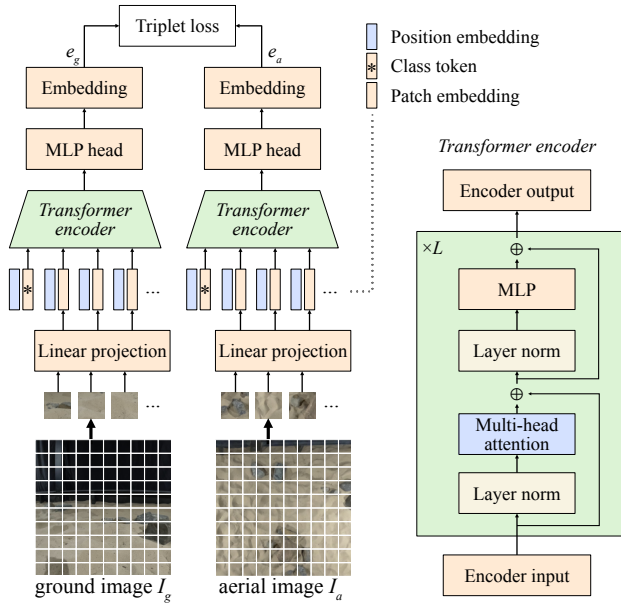 Triplet loss
e_g
e_a
Embedding
Embedding
MLP head
MLP head
Transformer
encoder
Transformer
encoder
*
...
*
...
Linear projection
Linear projection
...
...
ground image I_g
aerial image I_a
Position embedding
* Class token
Patch embedding
Transformer encoder
Encoder output
×L
⊕
MLP
Layer norm
⊕
Multi-head
attention
Layer norm
Encoder input